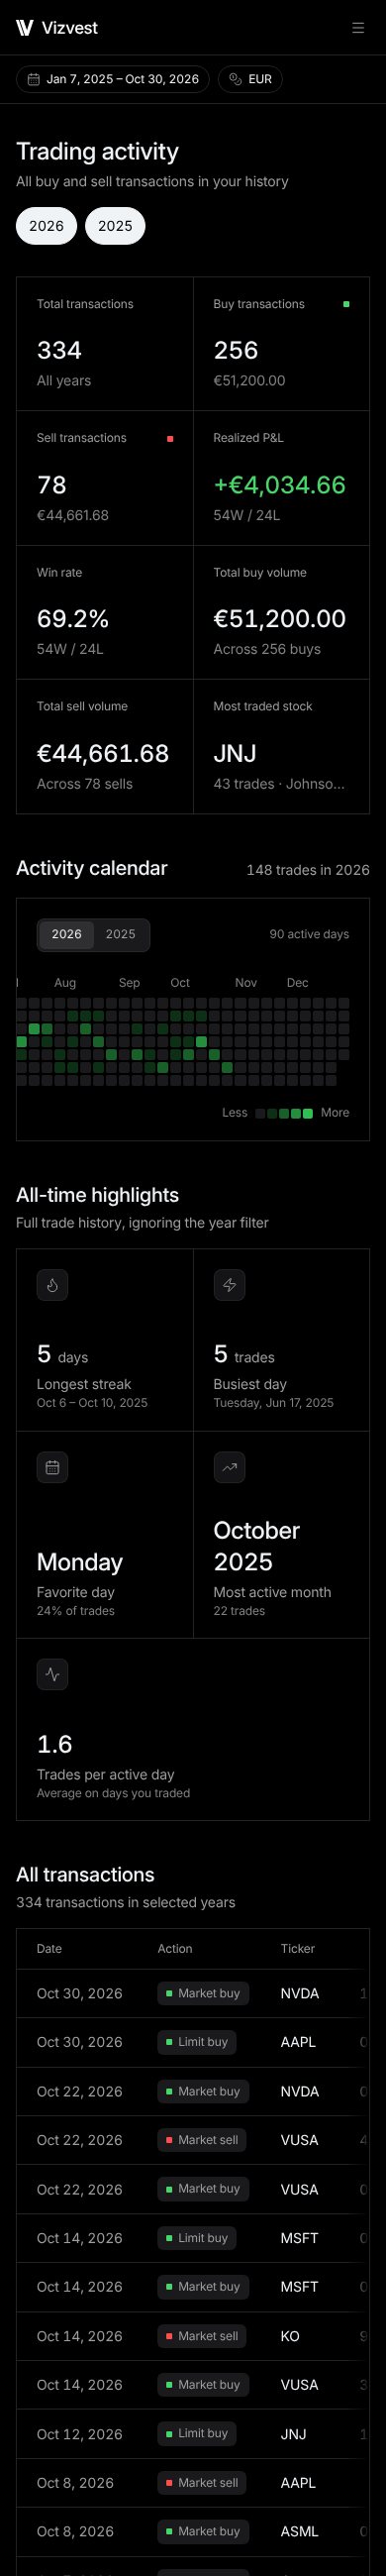 Vizvest
Jan 7, 2025 – Oct 30, 2026
EUR
Trading activity
All buy and sell transactions in your history
2026
2025
Total transactions
334
All years
Buy transactions
256
€51,200.00
Sell transactions
78
€44,661.68
Realized P&L
+€4,034.66
54W / 24L
Win rate
69.2%
54W / 24L
Total buy volume
€51,200.00
Across 256 buys
Total sell volume
€44,661.68
Across 78 sells
Most traded stock
JNJ
43 trades · Johnso...
Activity calendar
148 trades in 2026
2026
2025
90 active days
Aug Sep Oct Nov Dec
Less More
All-time highlights
Full trade history, ignoring the year filter
5 days
Longest streak
Oct 6 – Oct 10, 2025
5 trades
Busiest day
Tuesday, Jun 17, 2025
Monday
Favorite day
24% of trades
October
2025
Most active month
22 trades
1.6
Trades per active day
Average on days you traded
All transactions
334 transactions in selected years
Date Action Ticker
Oct 30, 2026 Market buy NVDA 1
Oct 30, 2026 Limit buy AAPL 0
Oct 22, 2026 Market buy NVDA 0
Oct 22, 2026 Market sell VUSA 4
Oct 22, 2026 Market buy VUSA 0
Oct 14, 2026 Limit buy MSFT 0
Oct 14, 2026 Market buy MSFT 0
Oct 14, 2026 Market sell KO 9
Oct 14, 2026 Market buy VUSA 3
Oct 12, 2026 Limit buy JNJ 1
Oct 8, 2026 Market sell AAPL
Oct 8, 2026 Market buy ASML 0